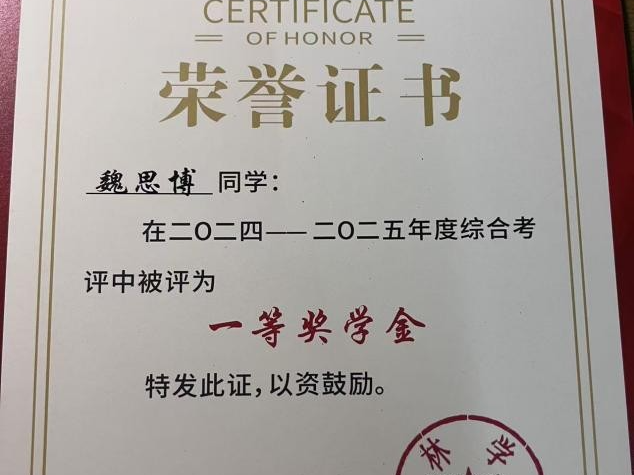 CERTIFICATE
OF HONOR
荣誉证书
魏思博 同学：
在二〇二四——二〇二五年度综合考
评中被评为
一等奖学金
特发此证，以资鼓励。
林 学